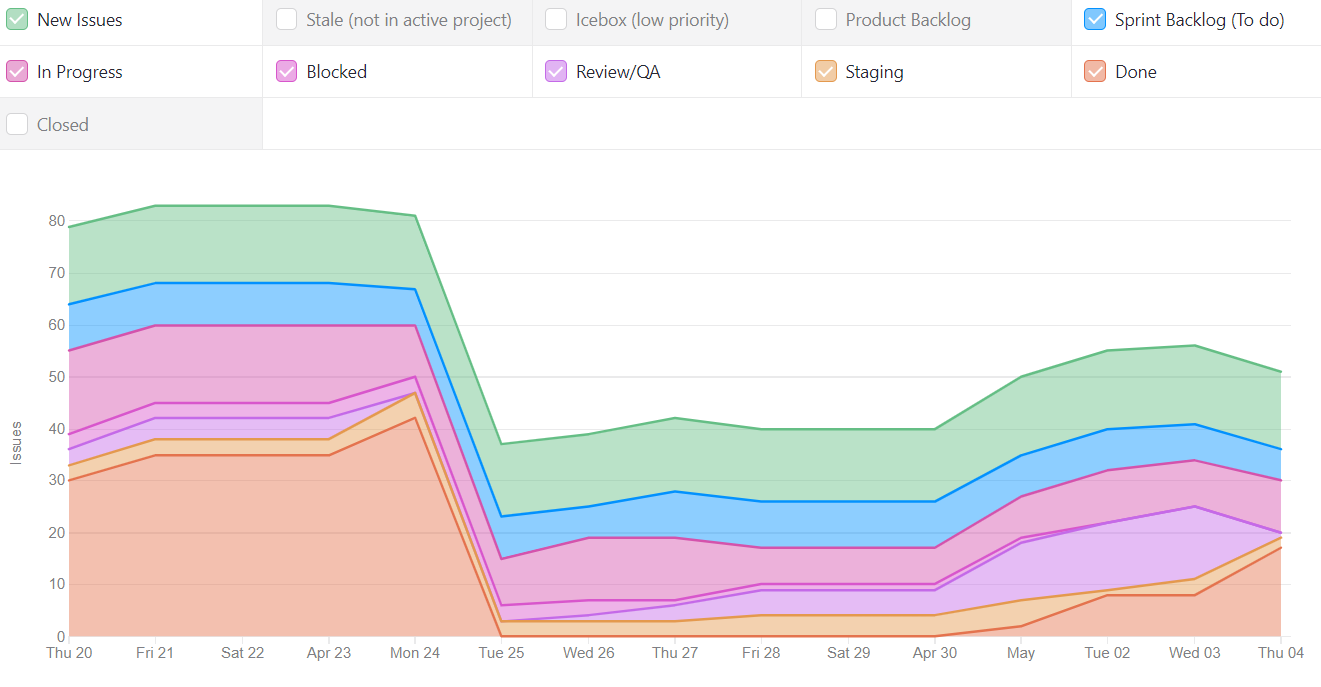 New Issues Stale (not in active project) Icebox (low priority) Product Backlog Sprint Backlog (To do)
In Progress Blocked Review/QA Staging Done
Closed
80
70
60
50
40
30
20
10
0
Issues
Thu 20 Fri 21 Sat 22 Apr 23 Mon 24 Tue 25 Wed 26 Thu 27 Fri 28 Sat 29 Apr 30 May Tue 02 Wed 03 Thu 04